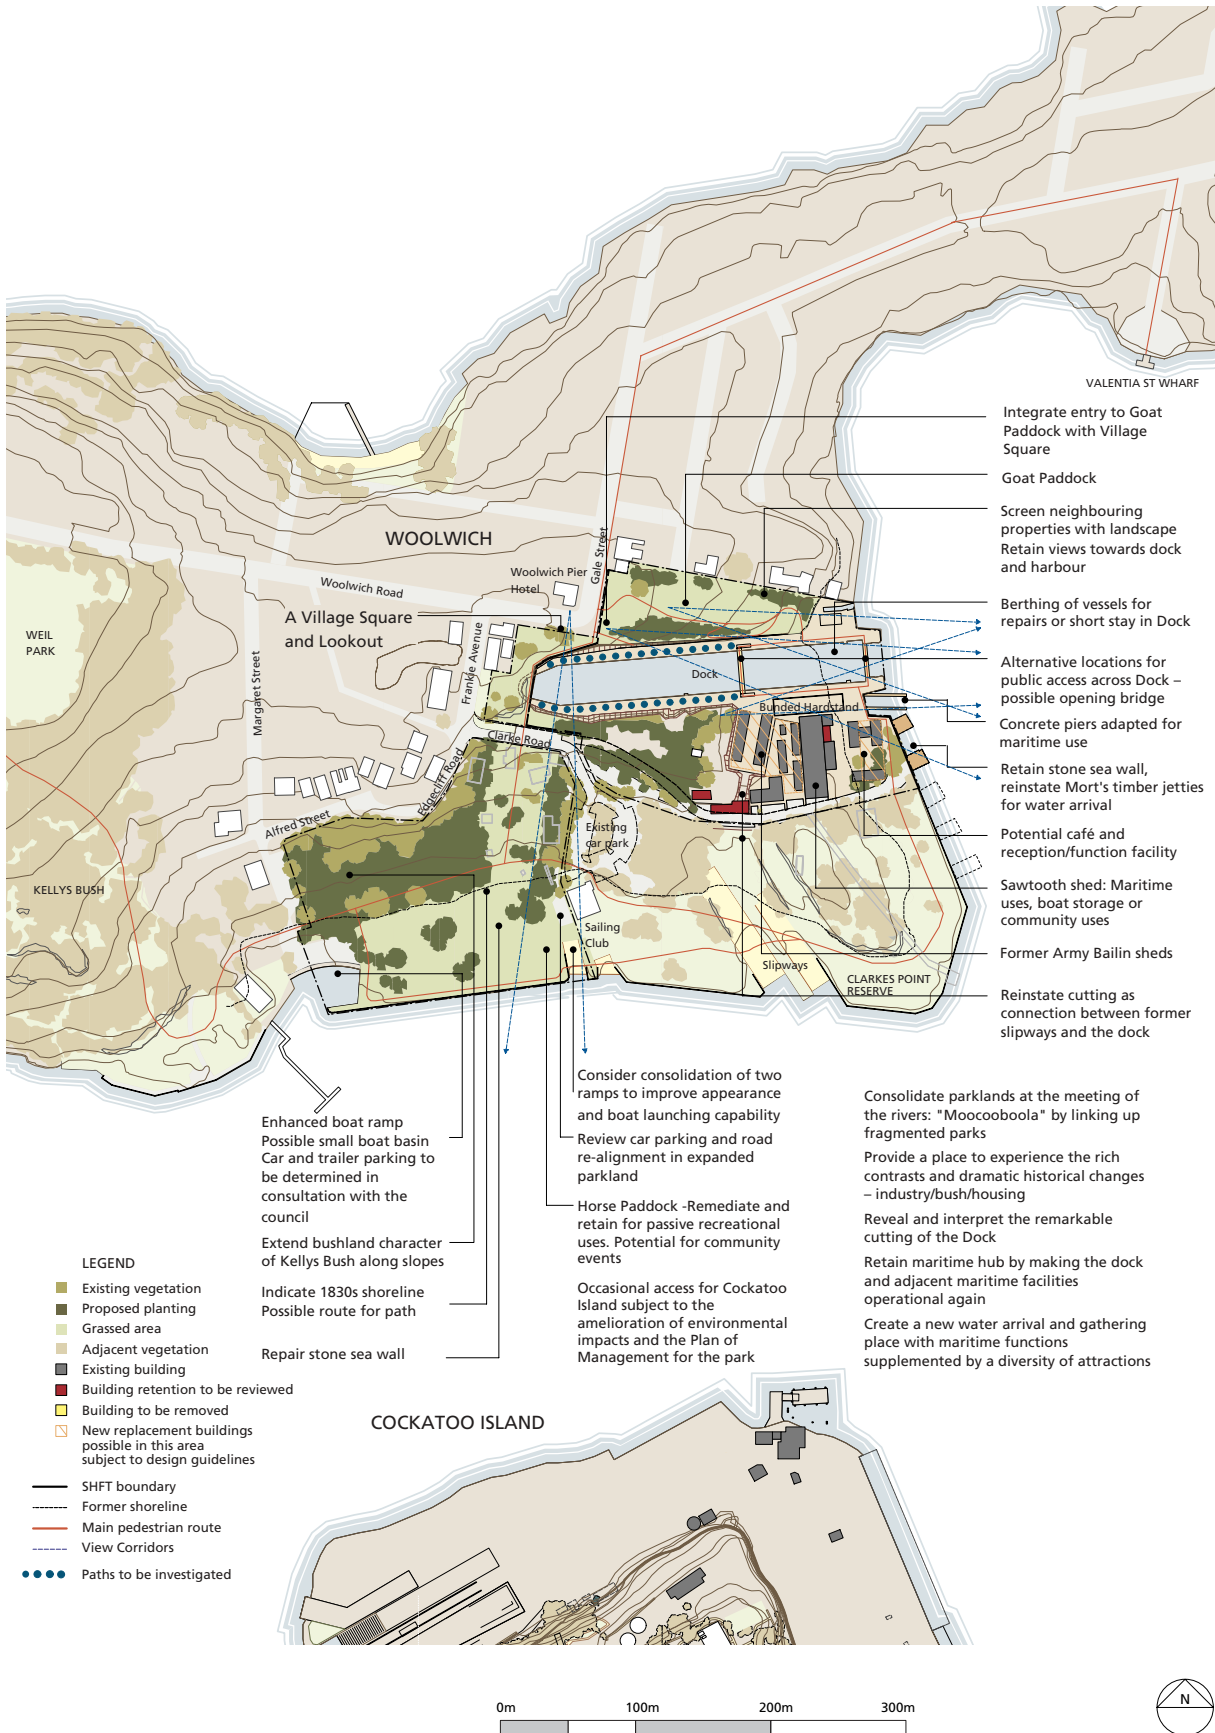 VALENTIA ST WHARF
Integrate entry to Goat
Paddock with Village
Square
Goat Paddock
Screen neighbouring
properties with landscape
Retain views towards dock
and harbour
Berthing of vessels for
repairs or short stay in Dock
Alternative locations for
public access across Dock –
possible opening bridge
Concrete piers adapted for
maritime use
Retain stone sea wall,
reinstate Mort's timber jetties
for water arrival
Potential café and
reception/function facility
Sawtooth shed: Maritime
uses, boat storage or
community uses
Former Army Bailin sheds
Reinstate cutting as
connection between former
slipways and the dock
WOOLWICH
Woolwich Road
Woolwich Pier
Hotel
Gale Street
A Village Square
and Lookout
WEIL
PARK
Margaret Street
Frankie Avenue
Dock
Bunded Hardstand
Clarke Road
Edgecliff Road
Alfred Street
Existing
car park
KELLYS BUSH
Sailing
Club
Slipways
CLARKES POINT
RESERVE
Enhanced boat ramp
Possible small boat basin
Car and trailer parking to
be determined in
consultation with the
council
Extend bushland character
of Kellys Bush along slopes
Indicate 1830s shoreline
Possible route for path
Repair stone sea wall
Consider consolidation of two
ramps to improve appearance
and boat launching capability
Review car parking and road
re-alignment in expanded
parkland
Horse Paddock -Remediate and
retain for passive recreational
uses. Potential for community
events
Occasional access for Cockatoo
Island subject to the
amelioration of environmental
impacts and the Plan of
Management for the park
Consolidate parklands at the meeting of
the rivers: "Moocooboola" by linking up
fragmented parks
Provide a place to experience the rich
contrasts and dramatic historical changes
– industry/bush/housing
Reveal and interpret the remarkable
cutting of the Dock
Retain maritime hub by making the dock
and adjacent maritime facilities
operational again
Create a new water arrival and gathering
place with maritime functions
supplemented by a diversity of attractions
LEGEND
Existing vegetation
Proposed planting
Grassed area
Adjacent vegetation
Existing building
Building retention to be reviewed
Building to be removed
New replacement buildings
possible in this area
subject to design guidelines
SHFT boundary
Former shoreline
Main pedestrian route
View Corridors
Paths to be investigated
COCKATOO ISLAND
0m 100m 200m 300m
N